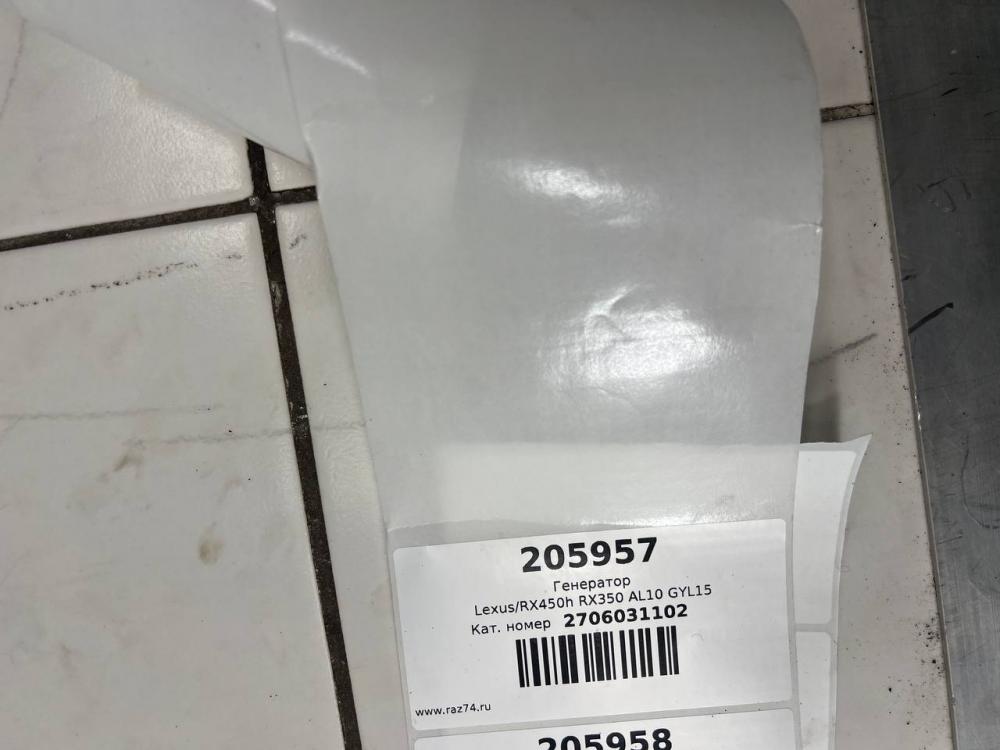 205957
Генератор
Lexus/RX450h RX350 AL10 GYL15
Кат. номер 2706031102
www.raz74.ru
205958